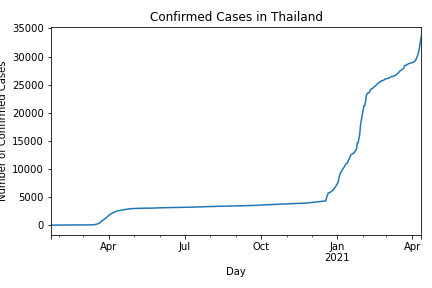 Confirmed Cases in Thailand
Number of Confirmed Cases
35000
30000
25000
20000
15000
10000
5000
0
Apr
Jul
Oct
Jan
2021
Apr
Day